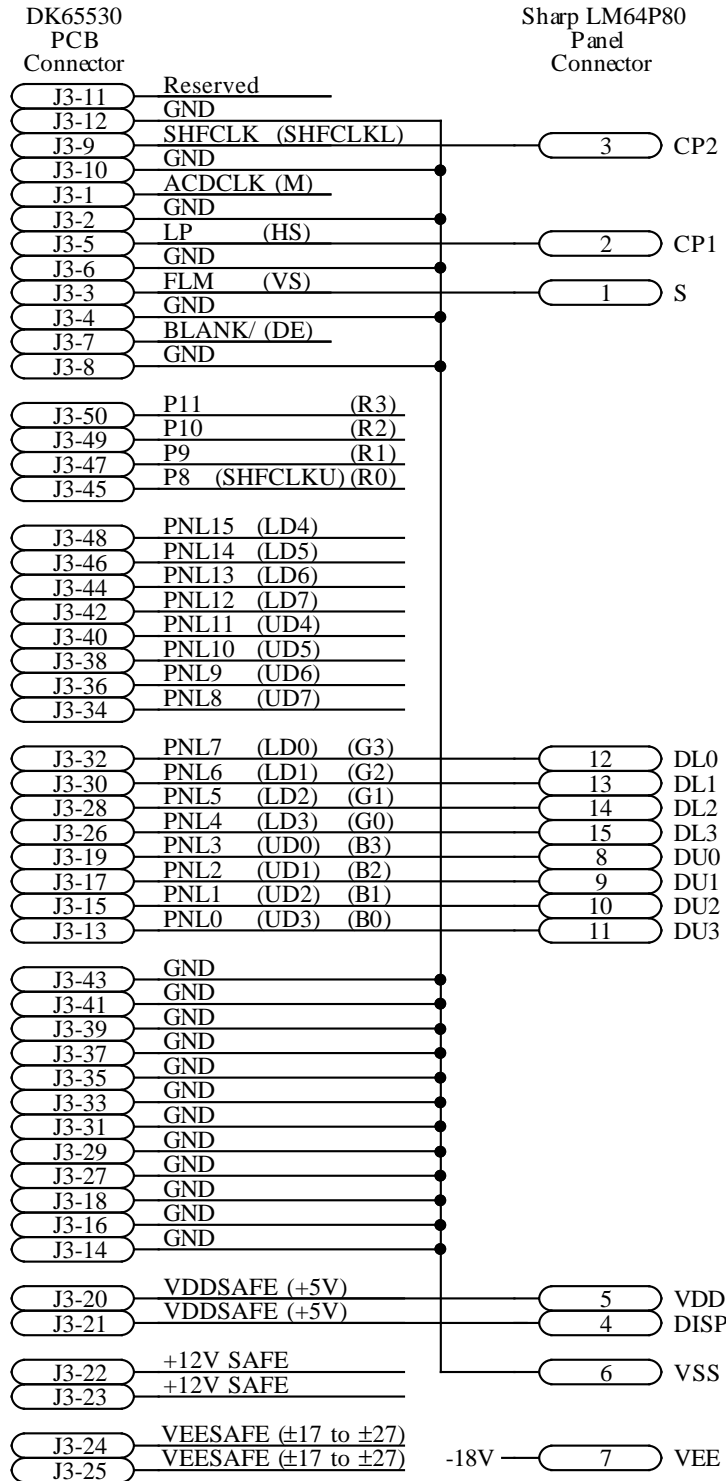 DK65530 Sharp LM64P80
PCB Panel
Connector Connector
J3-11 Reserved
J3-12 GND
J3-9 SHFCLK (SHFCLKL) 3 CP2
J3-10 GND
J3-1 ACDCLK (M)
J3-2 GND
J3-5 LP (HS) 2 CP1
J3-6 GND
J3-3 FLM (VS) 1 S
J3-4 GND
J3-7 BLANK/ (DE)
J3-8 GND
J3-50 P11 (R3)
J3-49 P10 (R2)
J3-47 P9 (R1)
J3-45 P8 (SHFCLKU) (R0)
J3-48 PNL15 (LD4)
J3-46 PNL14 (LD5)
J3-44 PNL13 (LD6)
J3-42 PNL12 (LD7)
J3-40 PNL11 (UD4)
J3-38 PNL10 (UD5)
J3-36 PNL9 (UD6)
J3-34 PNL8 (UD7)
J3-32 PNL7 (LD0) (G3) 12 DL0
J3-30 PNL6 (LD1) (G2) 13 DL1
J3-28 PNL5 (LD2) (G1) 14 DL2
J3-26 PNL4 (LD3) (G0) 15 DL3
J3-19 PNL3 (UD0) (B3) 8 DU0
J3-17 PNL2 (UD1) (B2) 9 DU1
J3-15 PNL1 (UD2) (B1) 10 DU2
J3-13 PNL0 (UD3) (B0) 11 DU3
J3-43 GND
J3-41 GND
J3-39 GND
J3-37 GND
J3-35 GND
J3-33 GND
J3-31 GND
J3-29 GND
J3-27 GND
J3-18 GND
J3-16 GND
J3-14 GND
J3-20 VDDSAFE (+5V) 5 VDD
J3-21 VDDSAFE (+5V) 4 DISP
J3-22 +12V SAFE 6 VSS
J3-23 +12V SAFE
J3-24 VEESAFE (±17 to ±27)
J3-25 VEESAFE (±17 to ±27) -18V 7 VEE